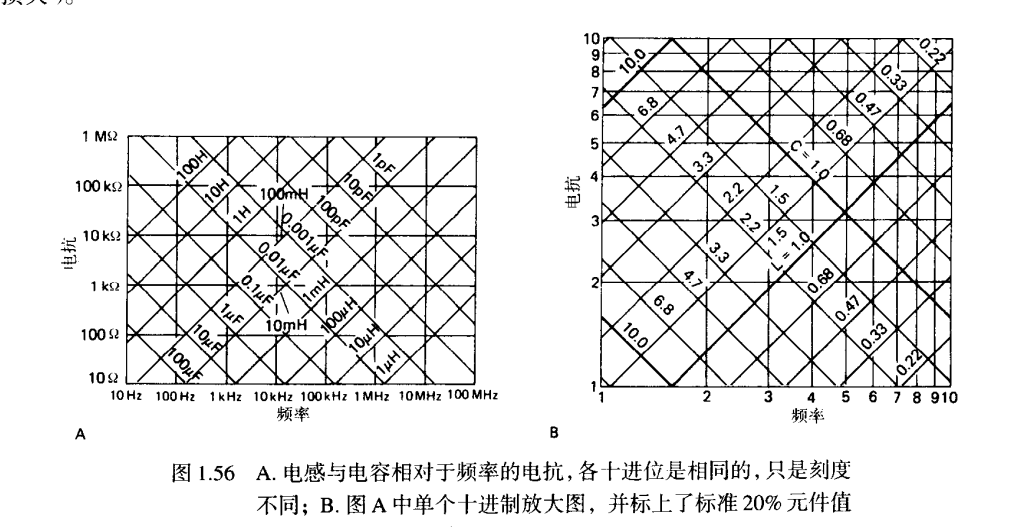 1 MΩ
100 kΩ
10 kΩ
1 kΩ
100 Ω
10 Ω
电抗
100H
10H
1H
100mH
1pF
10pF
100pF
0.001μF
0.01μF
0.1μF
1μF
10μF
100μF
10mH
1mH
100μH
10μH
1μH
10 Hz 100 Hz 1 kHz 10 kHz 100 kHz 1 MHz 10 MHz 100 MHz
频率
A
10
9
8
7
6
5
4
3
2
1
电抗
10.0
6.8
4.7
3.3
2.2
1.5
C = 1.0
0.68
0.47
0.33
0.22
2.2
1.5
L = 1.0
3.3
4.7
6.8
10.0
0.68
0.47
0.33
0.22
1 2 3 4 5 6 7 8 9 10
频率
B
图 1.56 A. 电感与电容相对于频率的电抗，各十进位是相同的，只是刻度
不同；B. 图 A 中单个十进制放大图，并标上了标准 20% 元件值